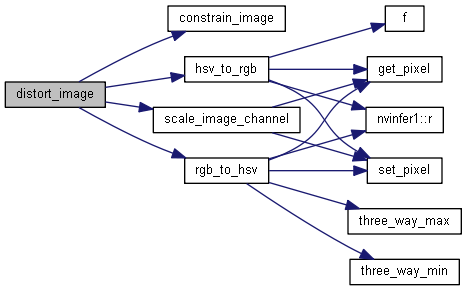 distort_image
constrain_image
hsv_to_rgb
scale_image_channel
rgb_to_hsv
f
get_pixel
nvinfer1::r
set_pixel
three_way_max
three_way_min